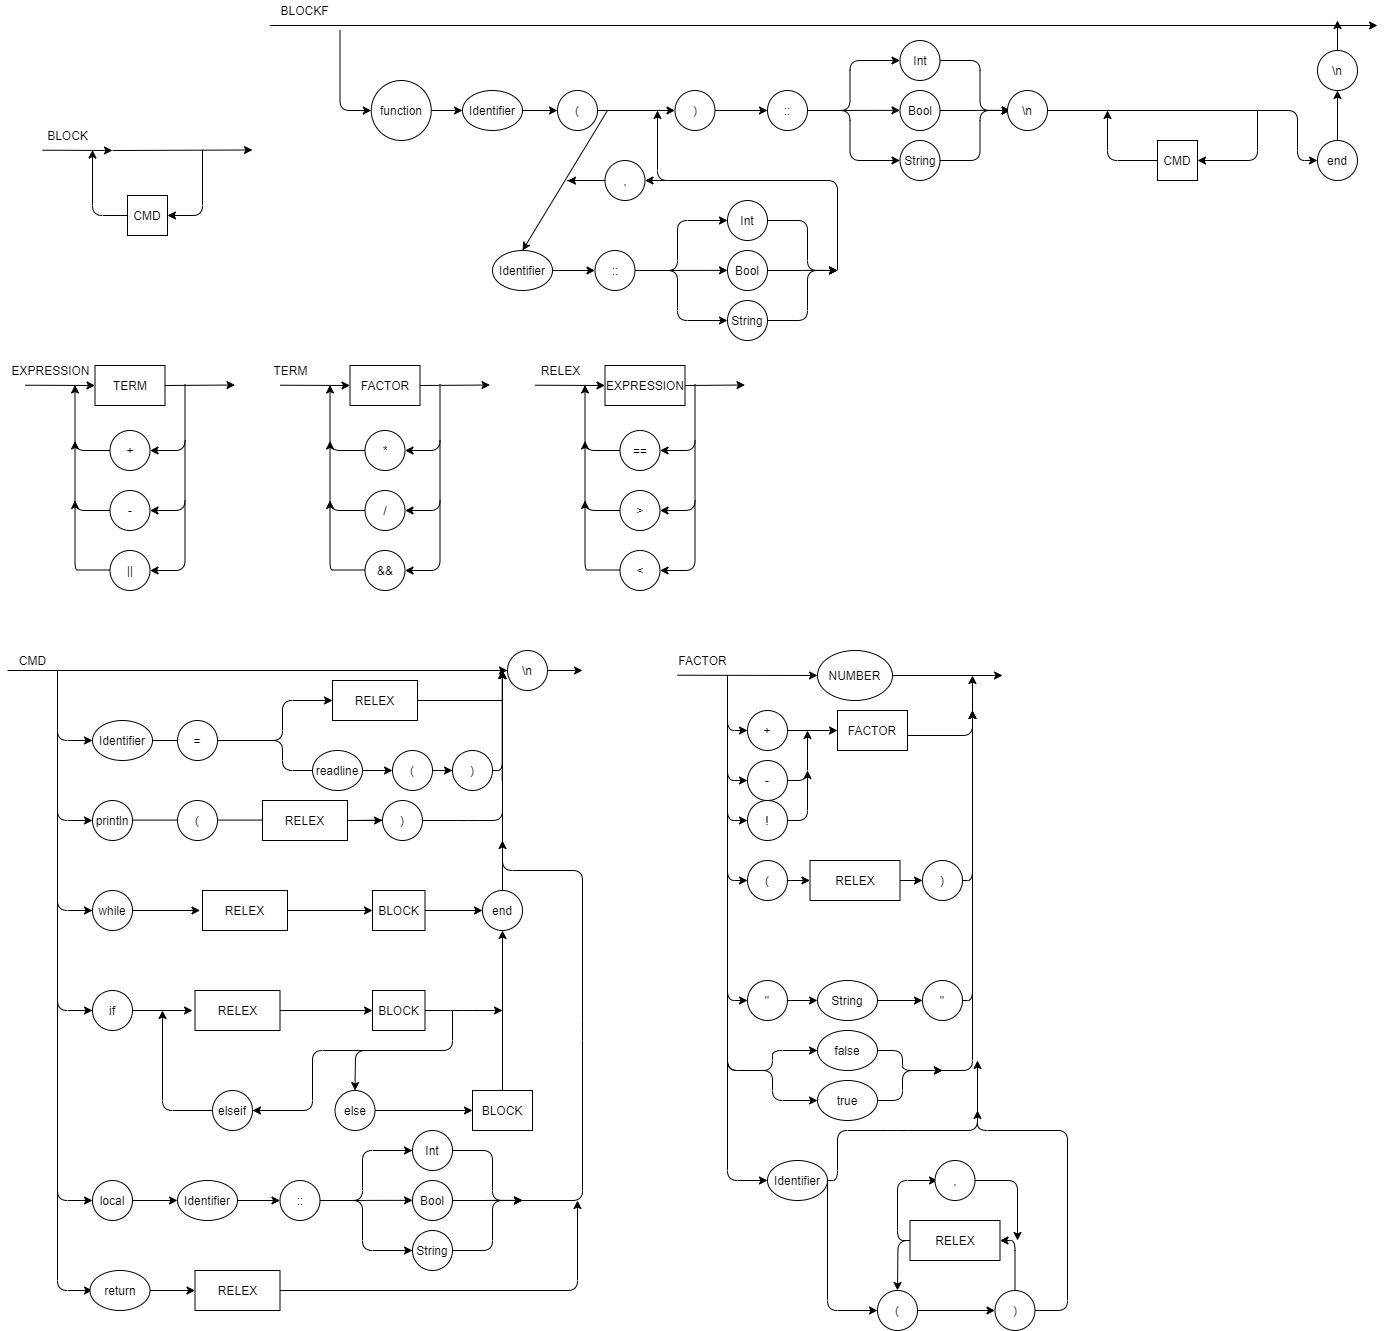 BLOCKF
Int
\n
function Identifier ( ) :: Bool \n
BLOCK
String CMD end
,
CMD
Int
Identifier :: Bool
String
EXPRESSION TERM TERM FACTOR RELEX EXPRESSION
+ * ==
- / >
|| && <
CMD \n FACTOR NUMBER
RELEX
Identifier = + FACTOR
readline ( ) -
println ( RELEX ) !
( RELEX )
while RELEX BLOCK end
" String "
if RELEX BLOCK
false
elseif else BLOCK true
Int
Identifier ,
local Identifier :: Bool
RELEX
String
return RELEX
( )